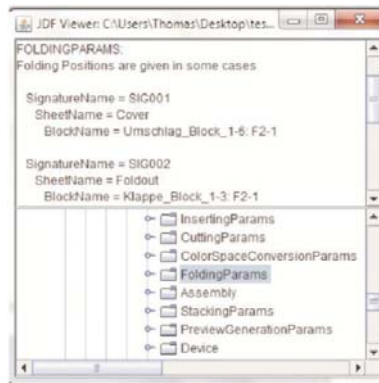 JDF Viewer: C:\Users\Thomas\Desktop\tes...
FOLDINGPARAMS:
Folding Positions are given in some cases
SignatureName = SIG001
SheetName = Cover
BlockName = Umschlag_Block_1-6: F2-1
SignatureName = SIG002
SheetName = Foldout
BlockName = Klappe_Block_1-3: F2-1
InsertingParams
CuttingParams
ColorSpaceConversionParams
FoldingParams
Assembly
StackingParams
PreviewGenerationParams
Device